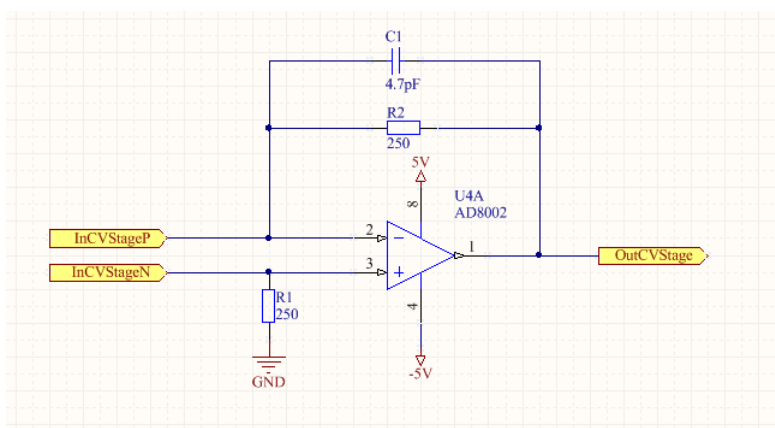 C1
4.7pF
R2
250
5V
8
U4A
AD8002
InCVStageP
2
1
OutCVStage
InCVStageN
3
R1
250
4
-5V
GND